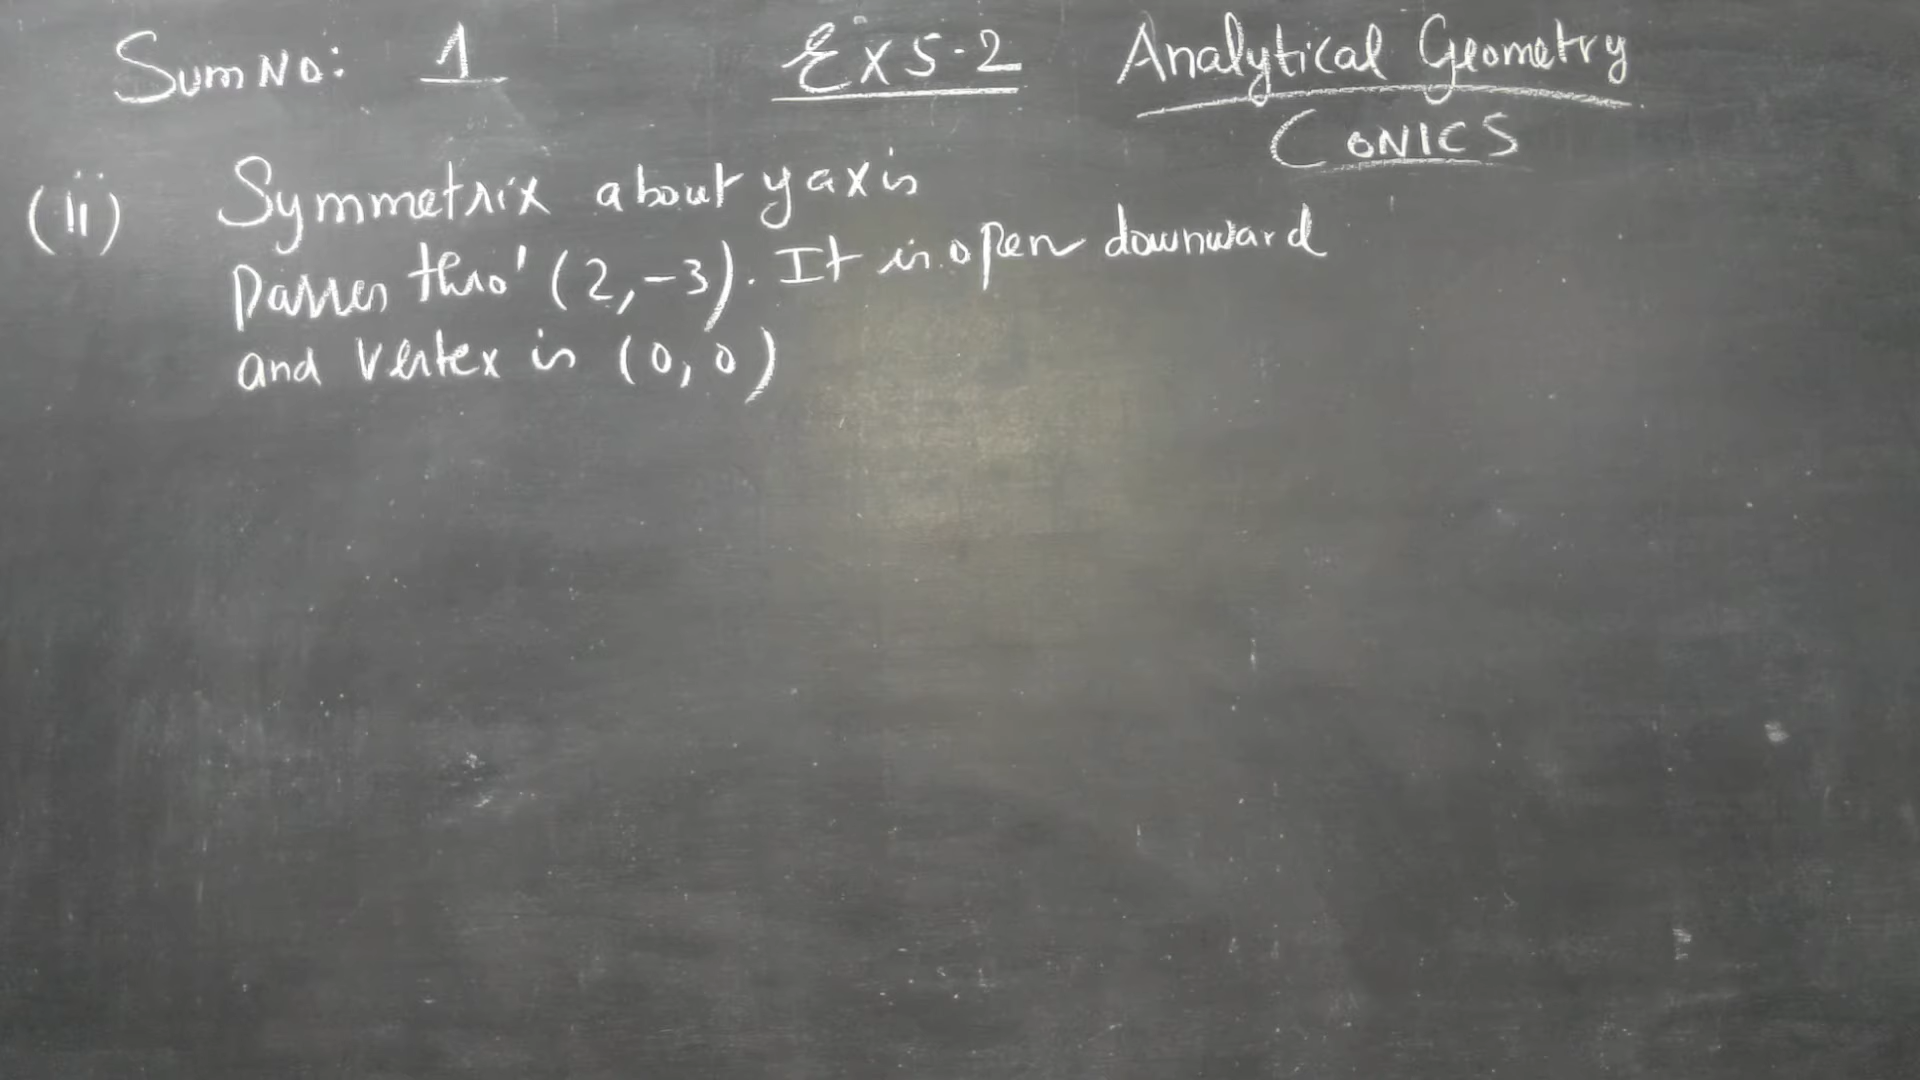 Sum No: 1 Ex 5.2 Analytical Geometry
CONICS
(ii) Symmetrix about y axis
Passes thro' (2,-3). It is open downward
and Vertex is (0,0)